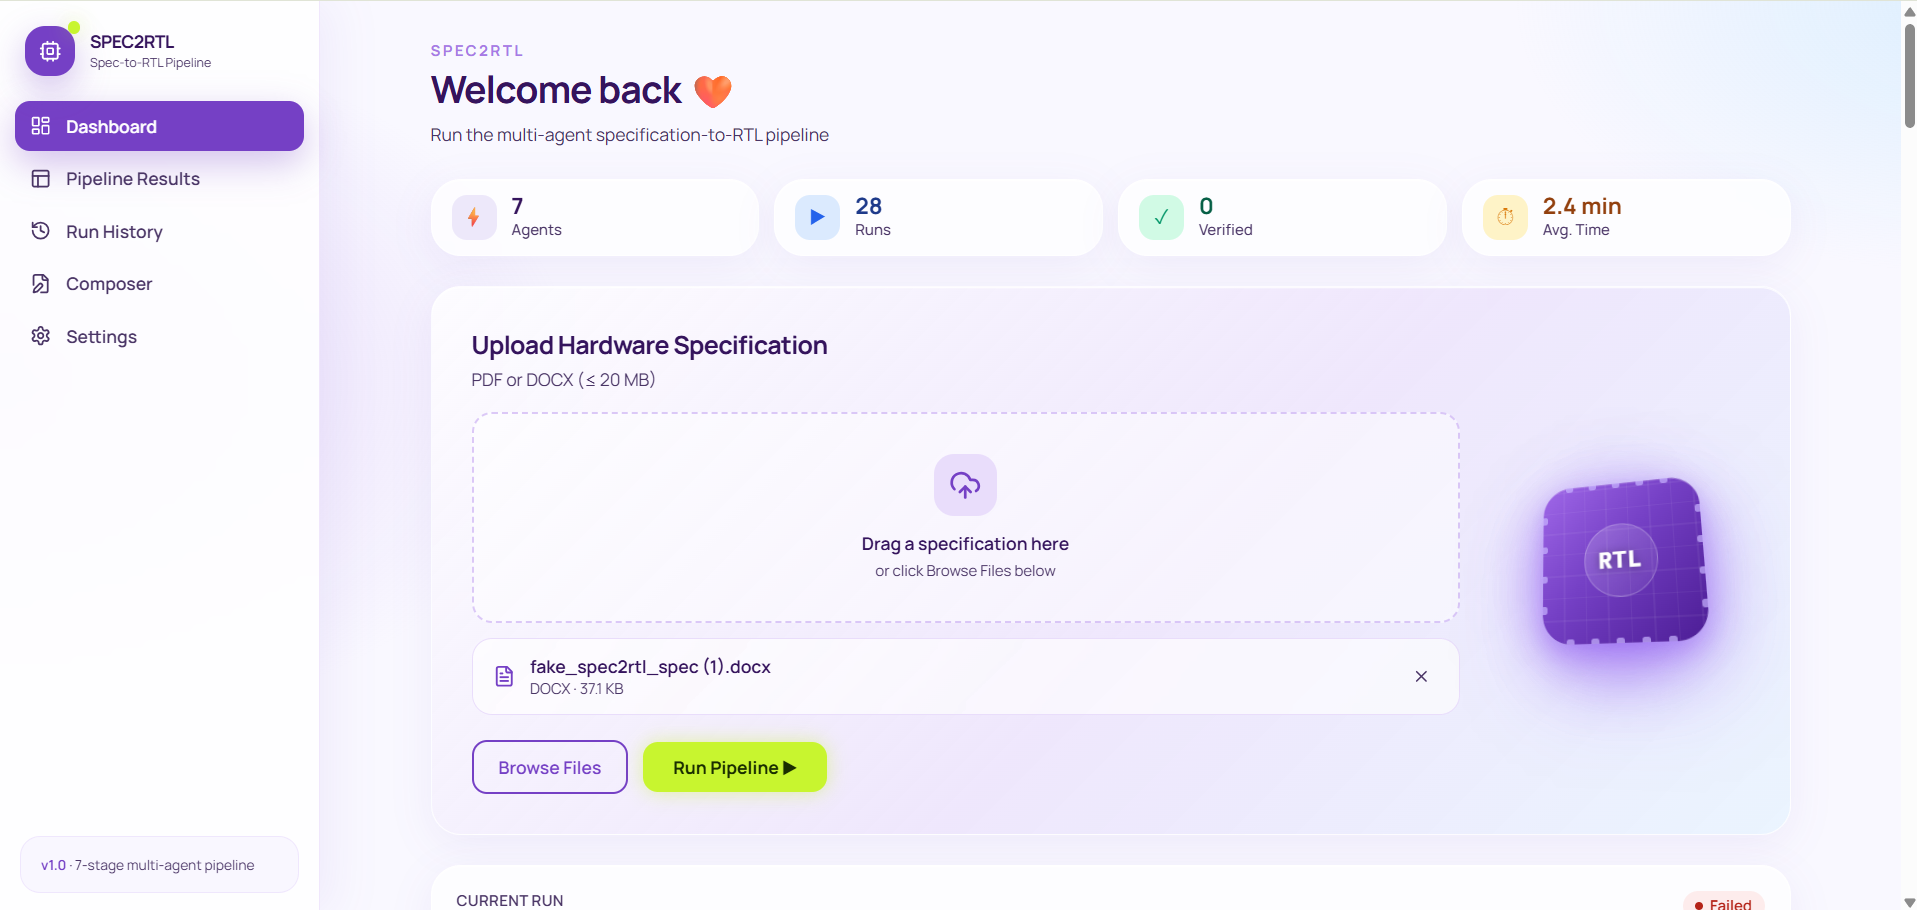 SPEC2RTL
Spec-to-RTL Pipeline
Dashboard
Pipeline Results
Run History
Composer
Settings
v1.0 · 7-stage multi-agent pipeline
SPEC2RTL
Welcome back
Run the multi-agent specification-to-RTL pipeline
7
Agents
28
Runs
0
Verified
2.4 min
Avg. Time
Upload Hardware Specification
PDF or DOCX (≤ 20 MB)
Drag a specification here
or click Browse Files below
RTL
fake_spec2rtl_spec (1).docx
DOCX · 37.1 KB
Browse Files
Run Pipeline ▶
CURRENT RUN
Failed